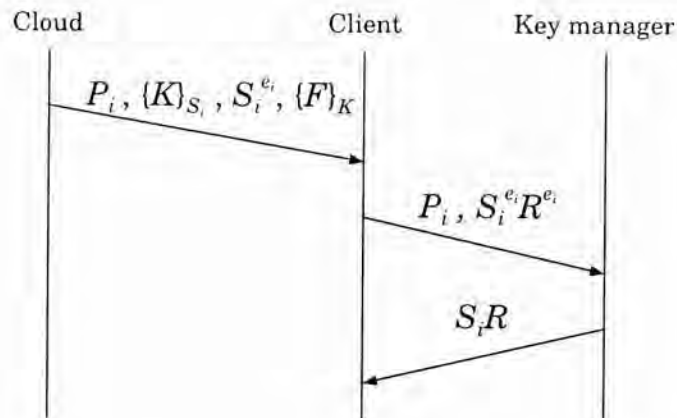 Cloud Client Key manager
P_i , {K}_{S_i} , S_i^{e_i}, {F}_K
P_i , S_i^{e_i}R^{e_i}
S_iR